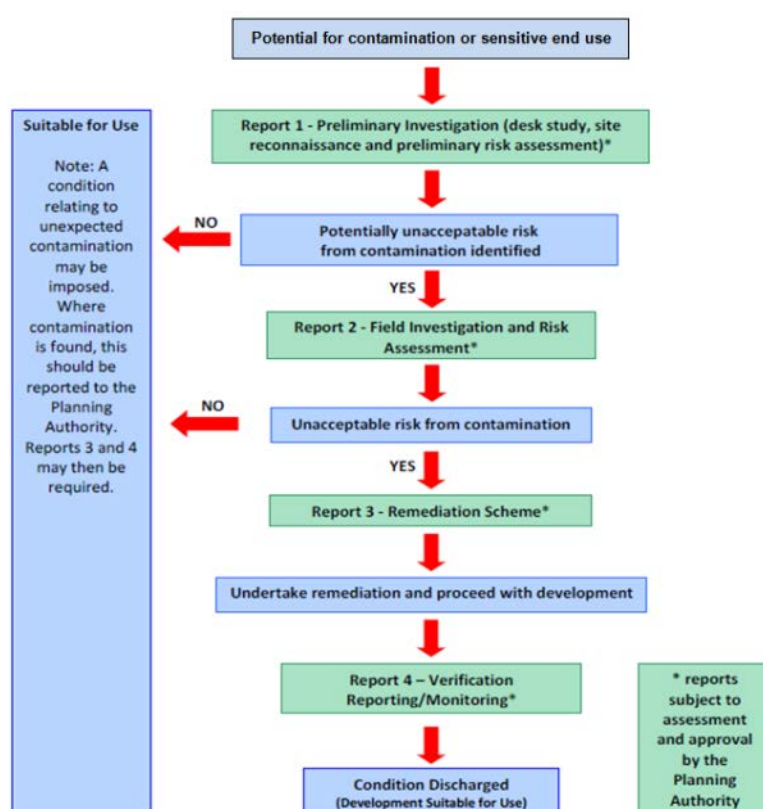 Potential for contamination or sensitive end use
Suitable for Use
Note: A
condition
relating to
unexpected
contamination
may be
imposed.
Where
contamination
is found, this
should be
reported to the
Planning
Authority.
Reports 3 and 4
may then be
required.
Report 1 - Preliminary Investigation (desk study, site
reconnaissance and preliminary risk assessment)*
NO
Potentially unaccepatable risk
from contamination identified
YES
Report 2 - Field Investigation and Risk
Assessment*
NO
Unacceptable risk from contamination
YES
Report 3 - Remediation Scheme*
Undertake remediation and proceed with development
Report 4 – Verification
Reporting/Monitoring*
Condition Discharged
(Development Suitable for Use)
* reports
subject to
assessment
and approval
by the
Planning
Authority